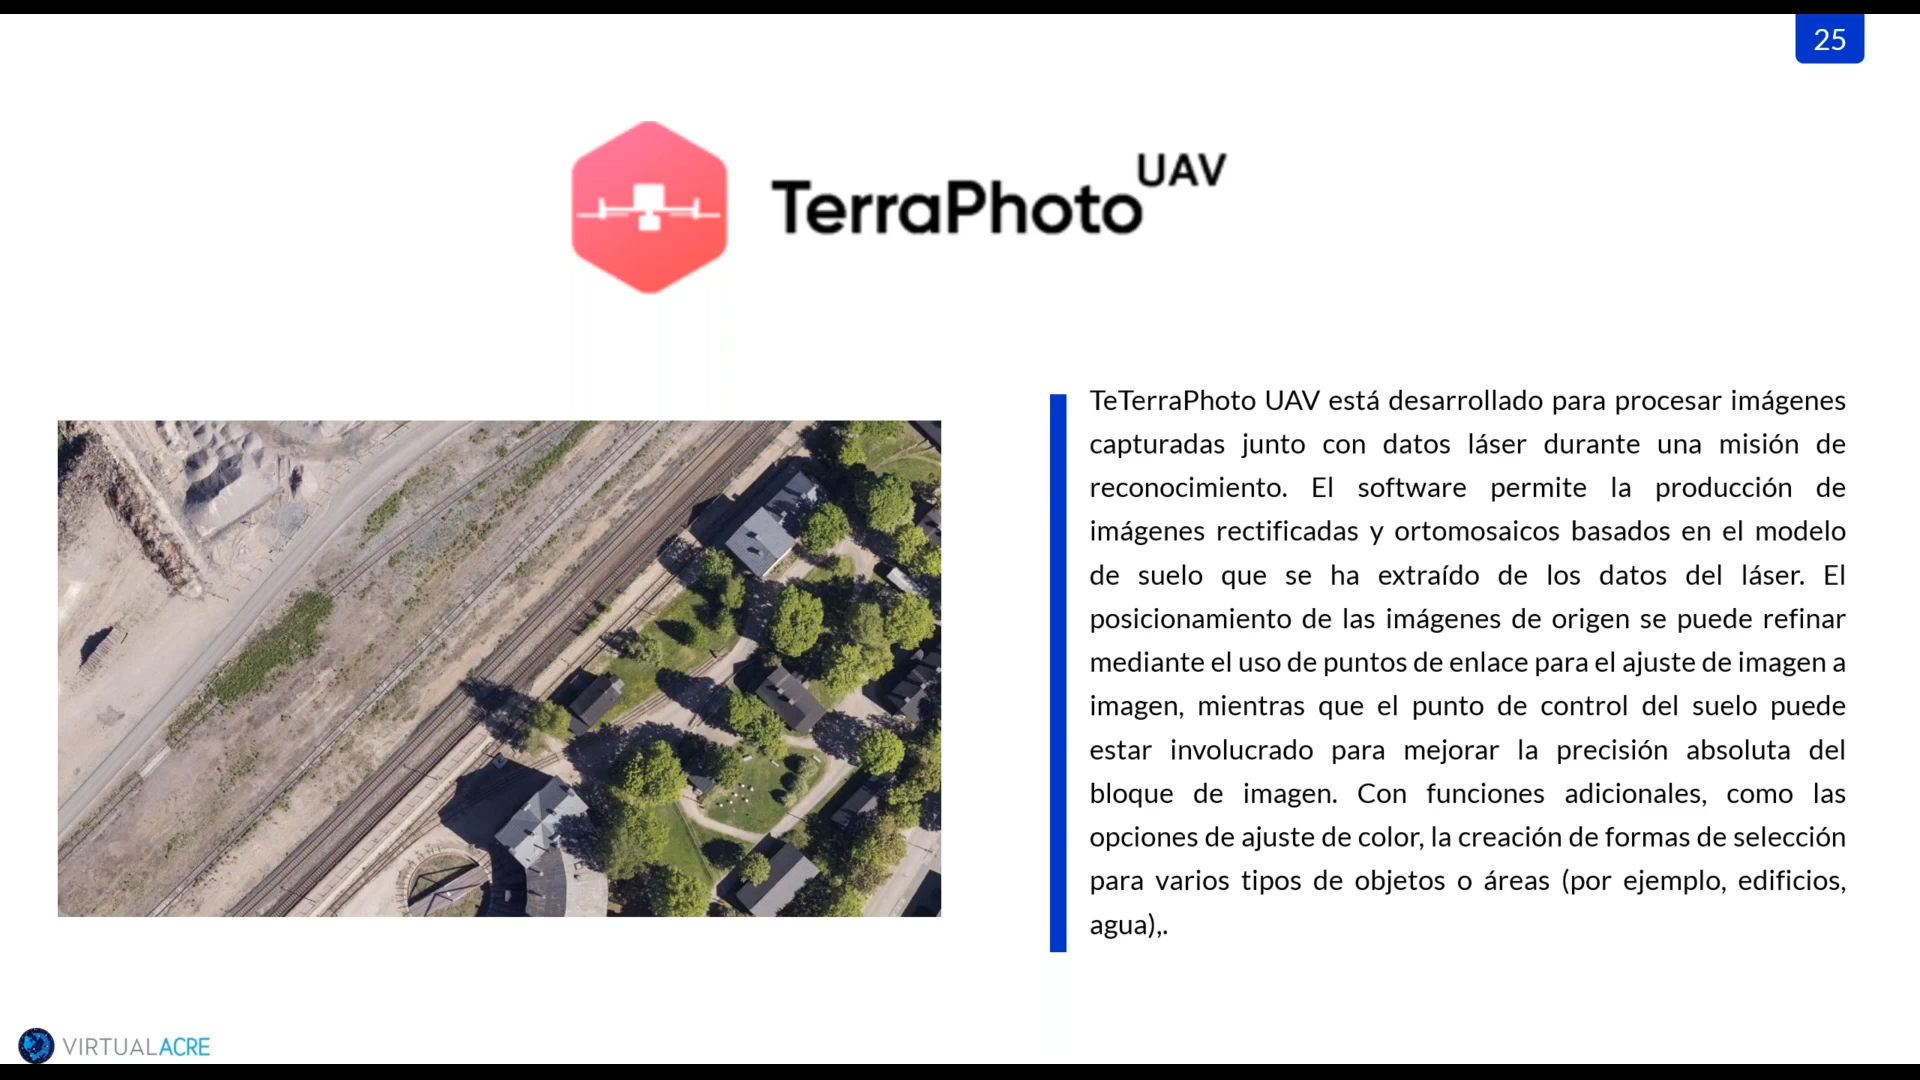 25
TerraPhoto UAV
TeTerraPhoto UAV está desarrollado para procesar imágenes
capturadas junto con datos láser durante una misión de
reconocimiento. El software permite la producción de
imágenes rectificadas y ortomosaicos basados en el modelo
de suelo que se ha extraído de los datos del láser. El
posicionamiento de las imágenes de origen se puede refinar
mediante el uso de puntos de enlace para el ajuste de imagen a
imagen, mientras que el punto de control del suelo puede
estar involucrado para mejorar la precisión absoluta del
bloque de imagen. Con funciones adicionales, como las
opciones de ajuste de color, la creación de formas de selección
para varios tipos de objetos o áreas (por ejemplo, edificios,
agua),.
VIRTUALACRE